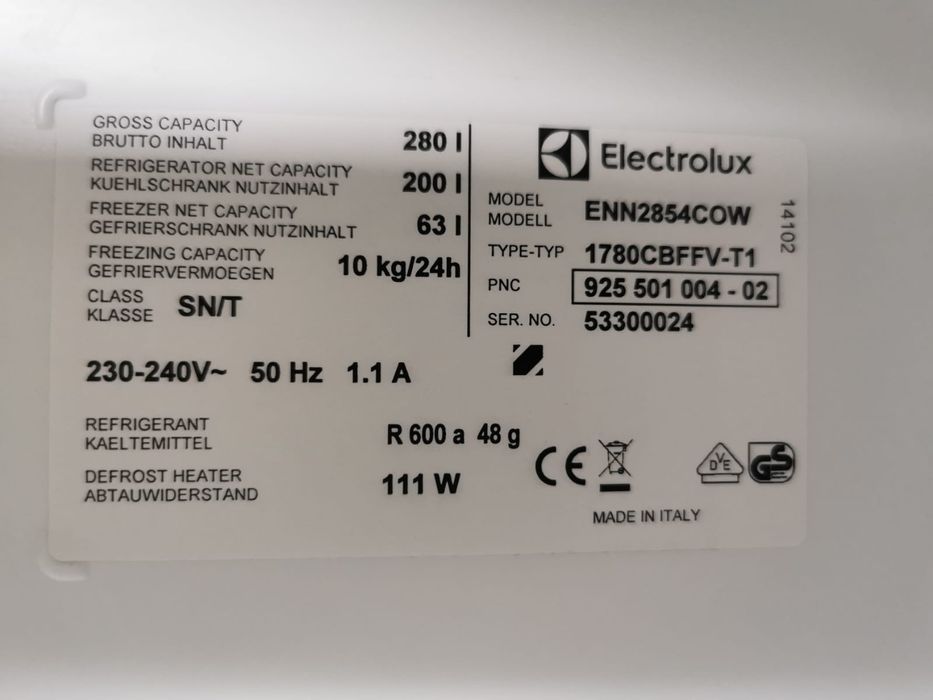 GROSS CAPACITY
BRUTTO INHALT 280 l
REFRIGERATOR NET CAPACITY
KUEHLSCHRANK NUTZINHALT 200 l
FREEZER NET CAPACITY
GEFRIERSCHRANK NUTZINHALT 63 l
FREEZING CAPACITY
GEFRIERVERMOEGEN 10 kg/24h
CLASS
KLASSE SN/T
Electrolux
MODEL
MODELL ENN2854COW
TYPE-TYP 1780CBFFV-T1
PNC 925 501 004 - 02
SER. NO. 53300024
14102
230-240V~ 50 Hz 1.1 A
REFRIGERANT
KAELTEMITTEL R 600 a 48 g
DEFROST HEATER
ABTAUWIDERSTAND 111 W
CE
DVE
GS
MADE IN ITALY